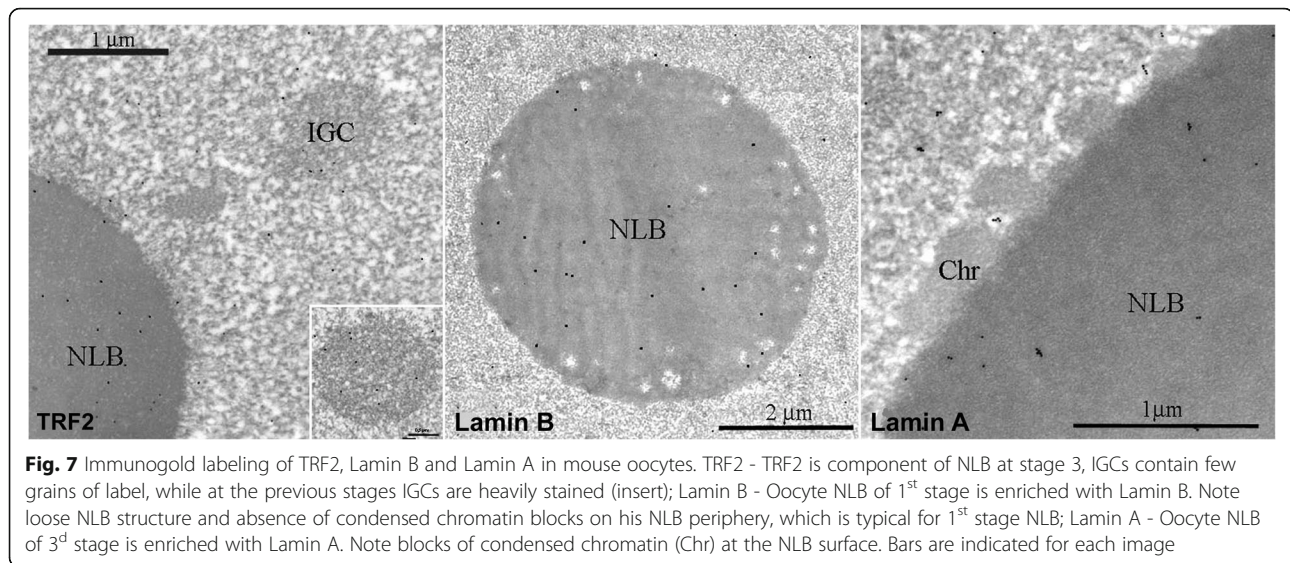 1 µm
IGC
NLB
TRF2
NLB
Lamin B
2 µm
Chr
NLB
Lamin A
1µm
Fig. 7 Immunogold labeling of TRF2, Lamin B and Lamin A in mouse oocytes. TRF2 - TRF2 is component of NLB at stage 3, IGCs contain few
grains of label, while at the previous stages IGCs are heavily stained (insert); Lamin B - Oocyte NLB of 1st stage is enriched with Lamin B. Note
loose NLB structure and absence of condensed chromatin blocks on his NLB periphery, which is typical for 1st stage NLB; Lamin A - Oocyte NLB
of 3d stage is enriched with Lamin A. Note blocks of condensed chromatin (Chr) at the NLB surface. Bars are indicated for each image